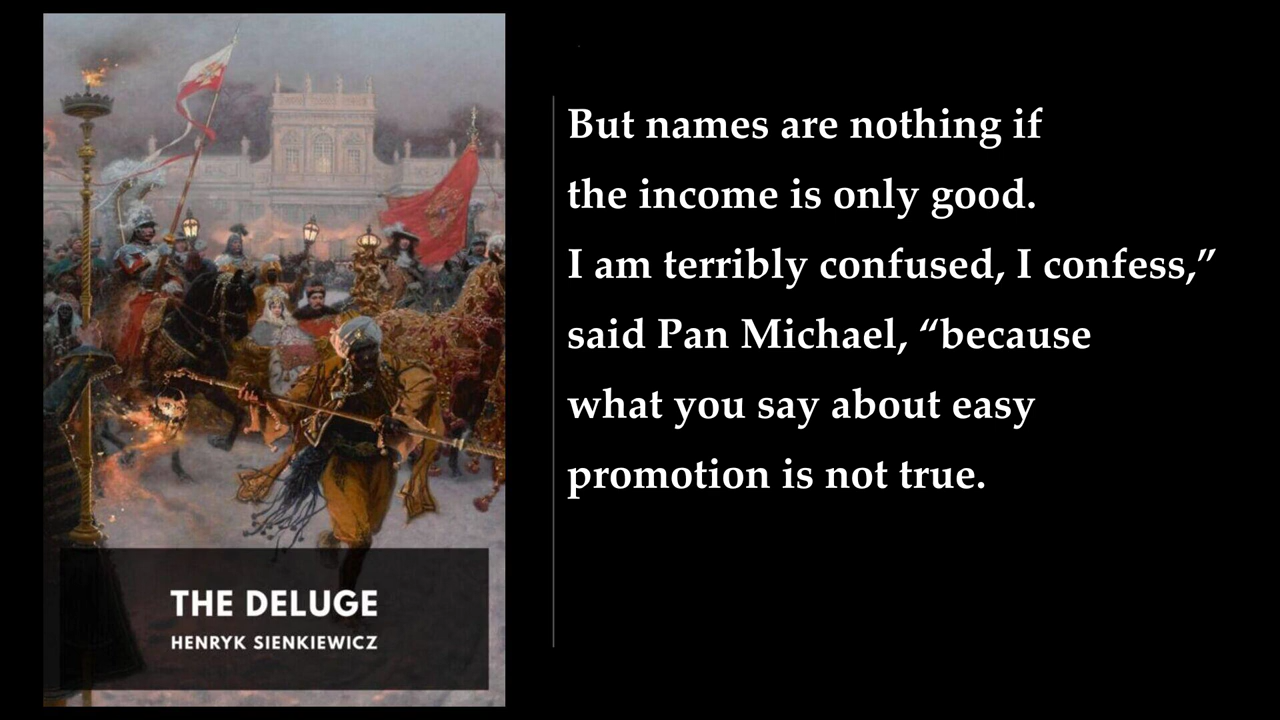 THE DELUGE
HENRYK SIENKIEWICZ
But names are nothing if
the income is only good.
I am terribly confused, I confess,”
said Pan Michael, “because
what you say about easy
promotion is not true.